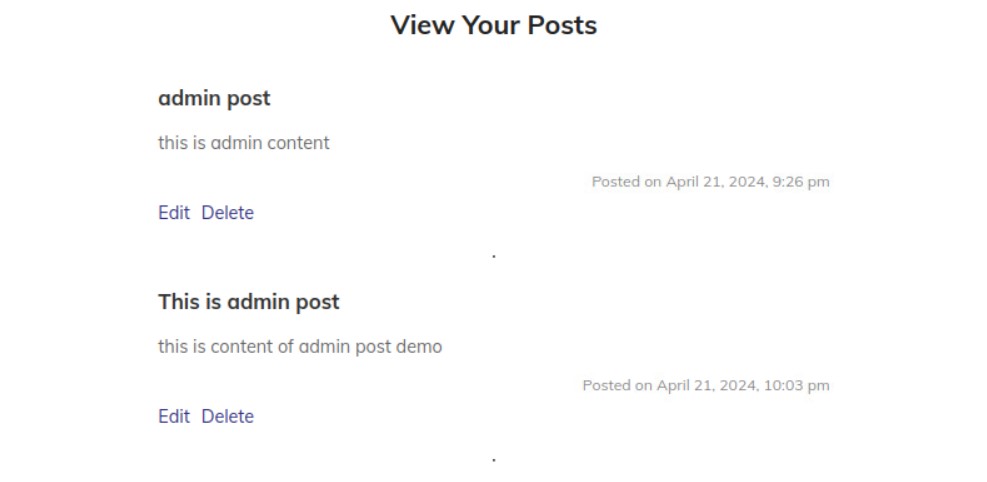 View Your Posts
admin post
this is admin content
Posted on April 21, 2024, 9:26 pm
Edit Delete
.
This is admin post
this is content of admin post demo
Posted on April 21, 2024, 10:03 pm
Edit Delete
.